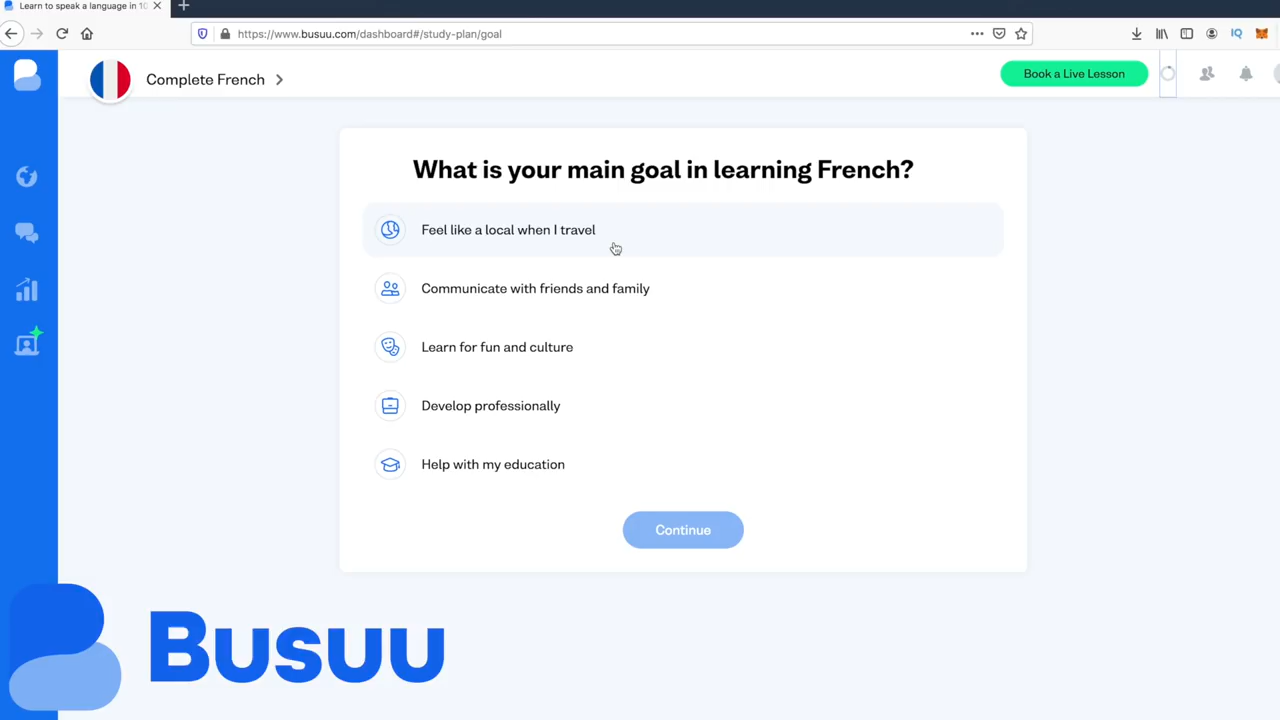 Learn to speak a language in 10
https://www.busuu.com/dashboard#/study-plan/goal
IQ
Complete French
Book a Live Lesson
What is your main goal in learning French?
Feel like a local when I travel
Communicate with friends and family
Learn for fun and culture
Develop professionally
Help with my education
Continue
Busuu